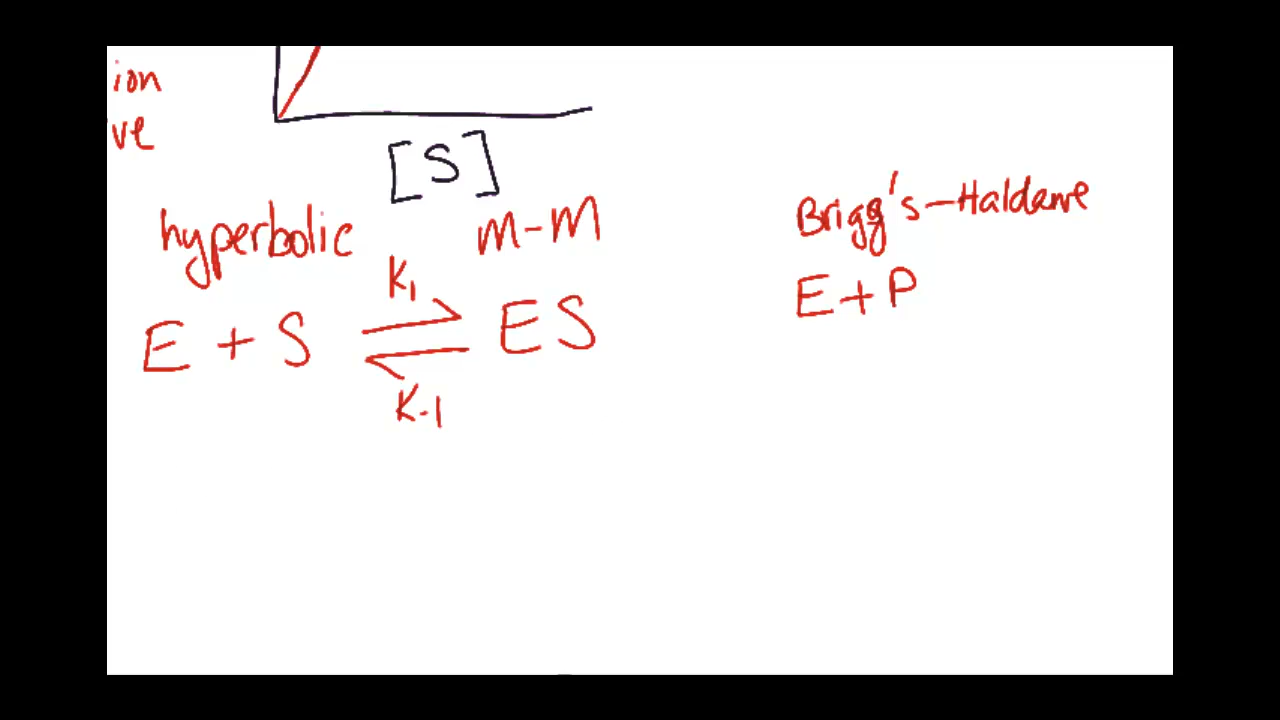 ion
ve
[S]
hyperbolic
M-M
Brigg's-Haldane
K1
E + S ⇌ ES
E + P
K-1